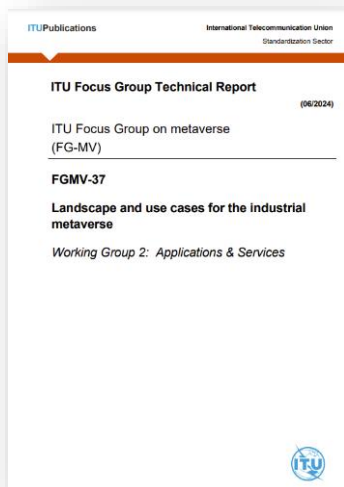 ITUPublications
International Telecommunication Union
Standardization Sector
ITU Focus Group Technical Report
(06/2024)
ITU Focus Group on metaverse
(FG-MV)
FGMV-37
Landscape and use cases for the industrial
metaverse
Working Group 2: Applications & Services
ITU